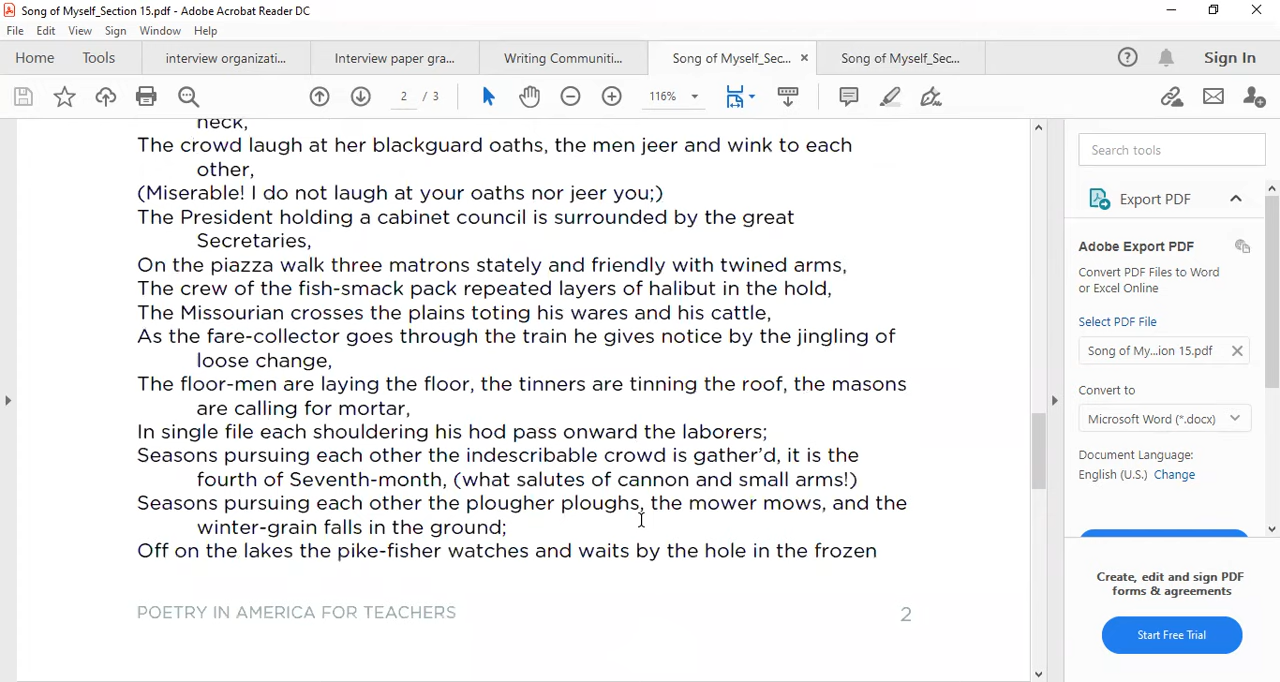 Song of Myself_Section 15.pdf - Adobe Acrobat Reader DC
File Edit View Sign Window Help
Home Tools interview organizati... Interview paper gra... Writing Communiti... Song of Myself_Sec... × Song of Myself_Sec... Sign In
2 / 3 116%
neck,
The crowd laugh at her blackguard oaths, the men jeer and wink to each
other,
(Miserable! I do not laugh at your oaths nor jeer you;)
The President holding a cabinet council is surrounded by the great
Secretaries,
On the piazza walk three matrons stately and friendly with twined arms,
The crew of the fish-smack pack repeated layers of halibut in the hold,
The Missourian crosses the plains toting his wares and his cattle,
As the fare-collector goes through the train he gives notice by the jingling of
loose change,
The floor-men are laying the floor, the tinners are tinning the roof, the masons
are calling for mortar,
In single file each shouldering his hod pass onward the laborers;
Seasons pursuing each other the indescribable crowd is gather’d, it is the
fourth of Seventh-month, (what salutes of cannon and small arms!)
Seasons pursuing each other the plougher ploughs, the mower mows, and the
winter-grain falls in the ground;
Off on the lakes the pike-fisher watches and waits by the hole in the frozen
POETRY IN AMERICA FOR TEACHERS 2
Search tools
Export PDF
Adobe Export PDF
Convert PDF Files to Word
or Excel Online
Select PDF File
Song of My...ion 15.pdf
Convert to
Microsoft Word (*.docx)
Document Language:
English (U.S.) Change
Create, edit and sign PDF
forms & agreements
Start Free Trial